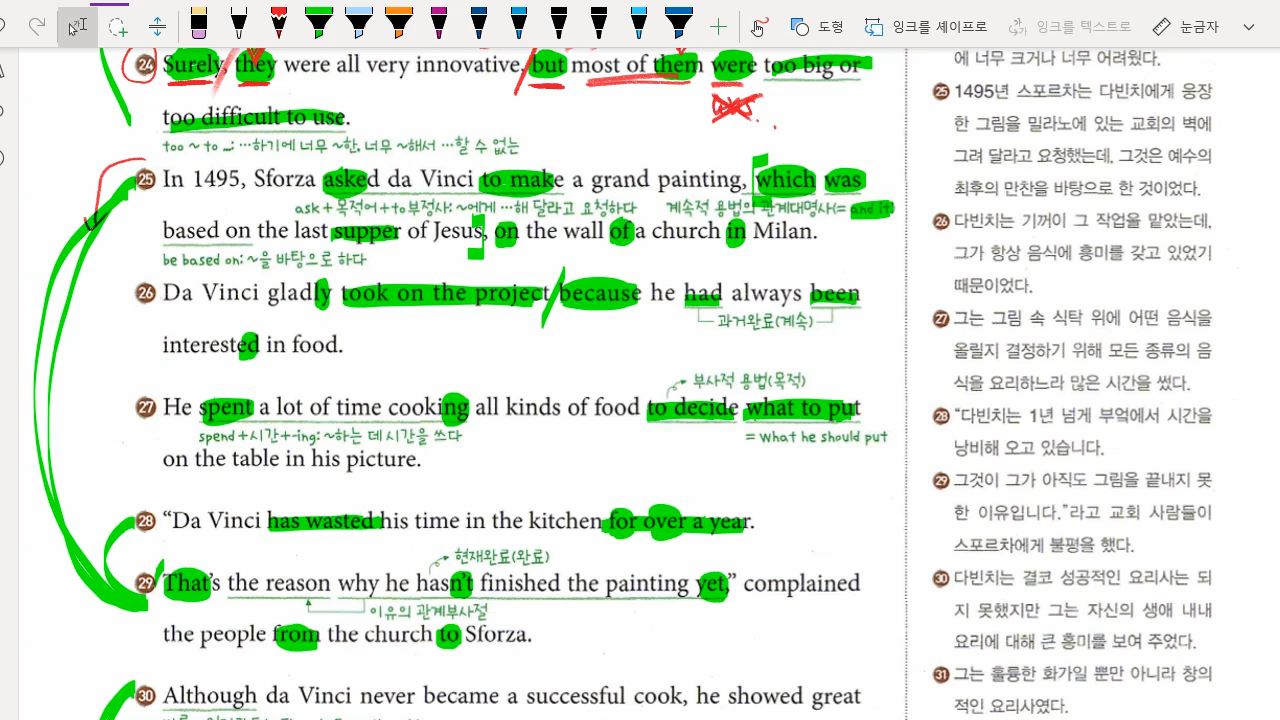 도형
잉크를 셰이프로
잉크를 텍스트로
눈금자
24 Surely, they were all very innovative, but most of them were too big or
too difficult to use.
too ~ to ...: …하기에 너무 ~한, 너무 ~해서 …할 수 없는
25 In 1495, Sforza asked da Vinci to make a grand painting, which was
ask+목적어+to부정사: ~에게 …해 달라고 요청하다
계속적 용법의 관계대명사(= and it)
based on the last supper of Jesus, on the wall of a church in Milan.
be based on: ~을 바탕으로 하다
26 Da Vinci gladly took on the project because he had always been
과거완료(계속)
interested in food.
부사적 용법(목적)
27 He spent a lot of time cooking all kinds of food to decide what to put
spend+시간+-ing: ~하는 데 시간을 쓰다
= what he should put
on the table in his picture.
28 “Da Vinci has wasted his time in the kitchen for over a year.
현재완료(완료)
29 That’s the reason why he hasn’t finished the painting yet,” complained
이유의 관계부사절
the people from the church to Sforza.
30 Although da Vinci never became a successful cook, he showed great
에 너무 크거나 너무 어려웠다.
25 1495년 스포르차는 다빈치에게 웅장
한 그림을 밀라노에 있는 교회의 벽에
그려 달라고 요청했는데, 그것은 예수의
최후의 만찬을 바탕으로 한 것이었다.
26 다빈치는 기꺼이 그 작업을 맡았는데,
그가 항상 음식에 흥미를 갖고 있었기
때문이었다.
27 그는 그림 속 식탁 위에 어떤 음식을
올릴지 결정하기 위해 모든 종류의 음
식을 요리하느라 많은 시간을 썼다.
28 “다빈치는 1년 넘게 부엌에서 시간을
낭비해 오고 있습니다.
29 그것이 그가 아직도 그림을 끝내지 못
한 이유입니다.”라고 교회 사람들이
스포르차에게 불평을 했다.
30 다빈치는 결코 성공적인 요리사는 되
지 못했지만 그는 자신의 생애 내내
요리에 대해 큰 흥미를 보여 주었다.
31 그는 훌륭한 화가일 뿐만 아니라 창의
적인 요리사였다.